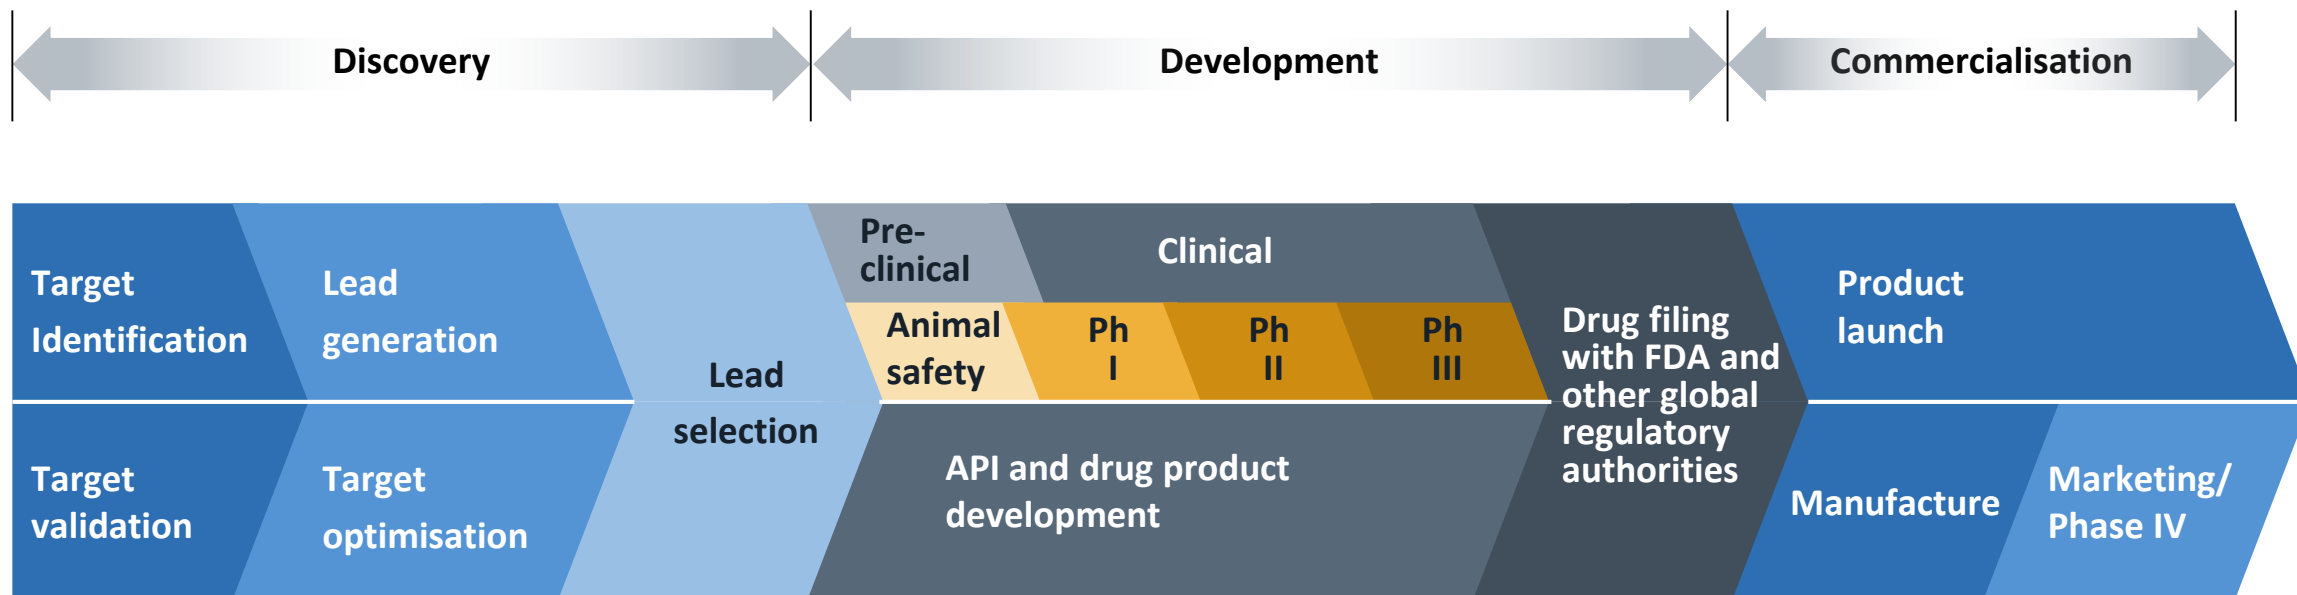 Discovery
Development
Commercialisation
Target
Identification
Lead
generation
Target
validation
Target
optimisation
Lead
selection
Pre-
clinical
Clinical
Animal
safety
Ph
I
Ph
II
Ph
III
API and drug product
development
Drug filing
with FDA and
other global
regulatory
authorities
Product
launch
Manufacture
Marketing/
Phase IV